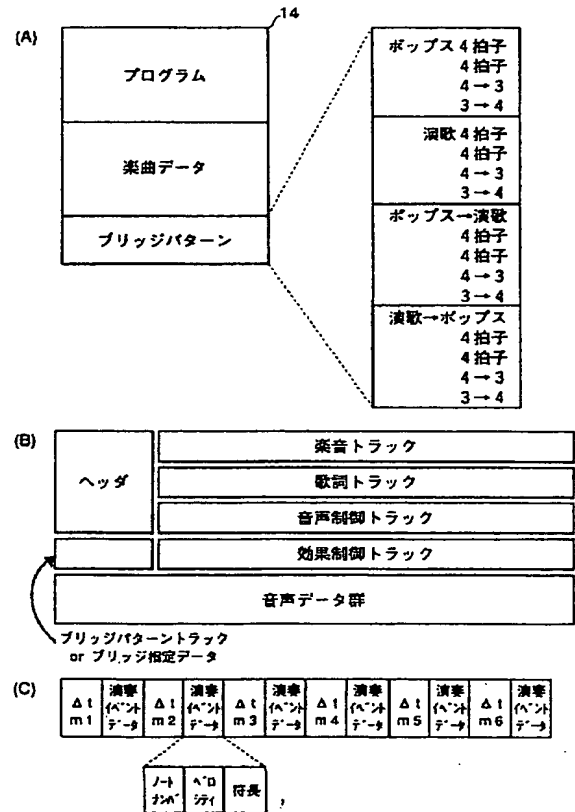 14
(A)
プログラム
楽曲データ
ブリッジパターン
ポップス4拍子
4拍子
4→3
3→4
演歌4拍子
4拍子
4→3
3→4
ポップス→演歌
4拍子
4拍子
4→3
3→4
演歌→ポップス
4拍子
4拍子
4→3
3→4
(B)
ヘッダ
楽音トラック
歌詞トラック
音声制御トラック
効果制御トラック
音声データ群
ブリッジパターントラック
or ブリッジ指定データ
(C)
Δt
m1
演奏
イベント
データ
Δt
m2
演奏
イベント
データ
Δt
m3
演奏
イベント
データ
Δt
m4
演奏
イベント
データ
Δt
m5
演奏
イベント
データ
Δt
m6
演奏
イベント
データ
ノート
ナンバ
ベロ
シティ
符長